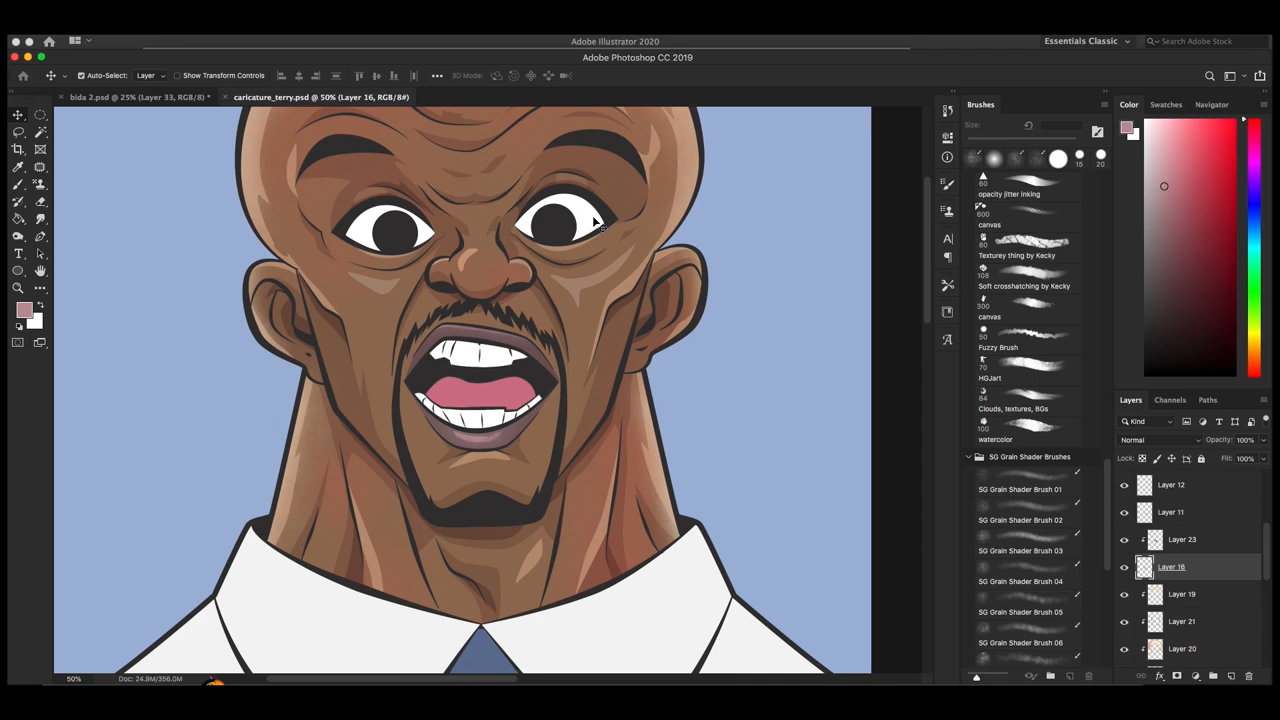 Adobe Illustrator 2020
Essentials Classic
Search Adobe Stock
Adobe Photoshop CC 2019
Auto-Select: Layer
Show Transform Controls
3D Mode:
bida 2.psd @ 25% (Layer 33, RGB/8) *
caricature_terry.psd @ 50% (Layer 16, RGB/8#)
Brushes
Size:
15
20
60
opacity jitter inking
600
canvas
80
Texturey thing by Kecky
108
Soft crosshatching by Kecky
300
canvas
50
Fuzzy Brush
70
HGJart
84
Clouds, textures, BGs
100
watercolor
SG Grain Shader Brushes
SG Grain Shader Brush 01
SG Grain Shader Brush 02
SG Grain Shader Brush 03
SG Grain Shader Brush 04
SG Grain Shader Brush 05
SG Grain Shader Brush 06
Color
Swatches
Navigator
Layers
Channels
Paths
Kind
Normal
Opacity: 100%
Lock:
Fill: 100%
Layer 12
Layer 11
Layer 23
Layer 16
Layer 19
Layer 21
Layer 20
fx
50%
Doc: 24.9M/356.0M